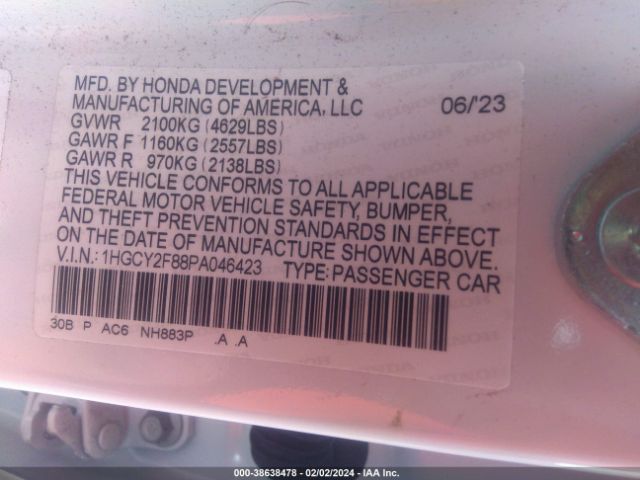 MFD. BY HONDA DEVELOPMENT &
MANUFACTURING OF AMERICA, LLC 06/'23
GVWR 2100KG (4629LBS)
GAWR F 1160KG (2557LBS)
GAWR R 970KG (2138LBS)
THIS VEHICLE CONFORMS TO ALL APPLICABLE
FEDERAL MOTOR VEHICLE SAFETY, BUMPER,
AND THEFT PREVENTION STANDARDS IN EFFECT
ON THE DATE OF MANUFACTURE SHOWN ABOVE.
V.I.N.: 1HGCY2F88PA046423 TYPE: PASSENGER CAR
30B P AC6 NH883P .A .A
000-38638478 - 02/02/2024 - IAA Inc.